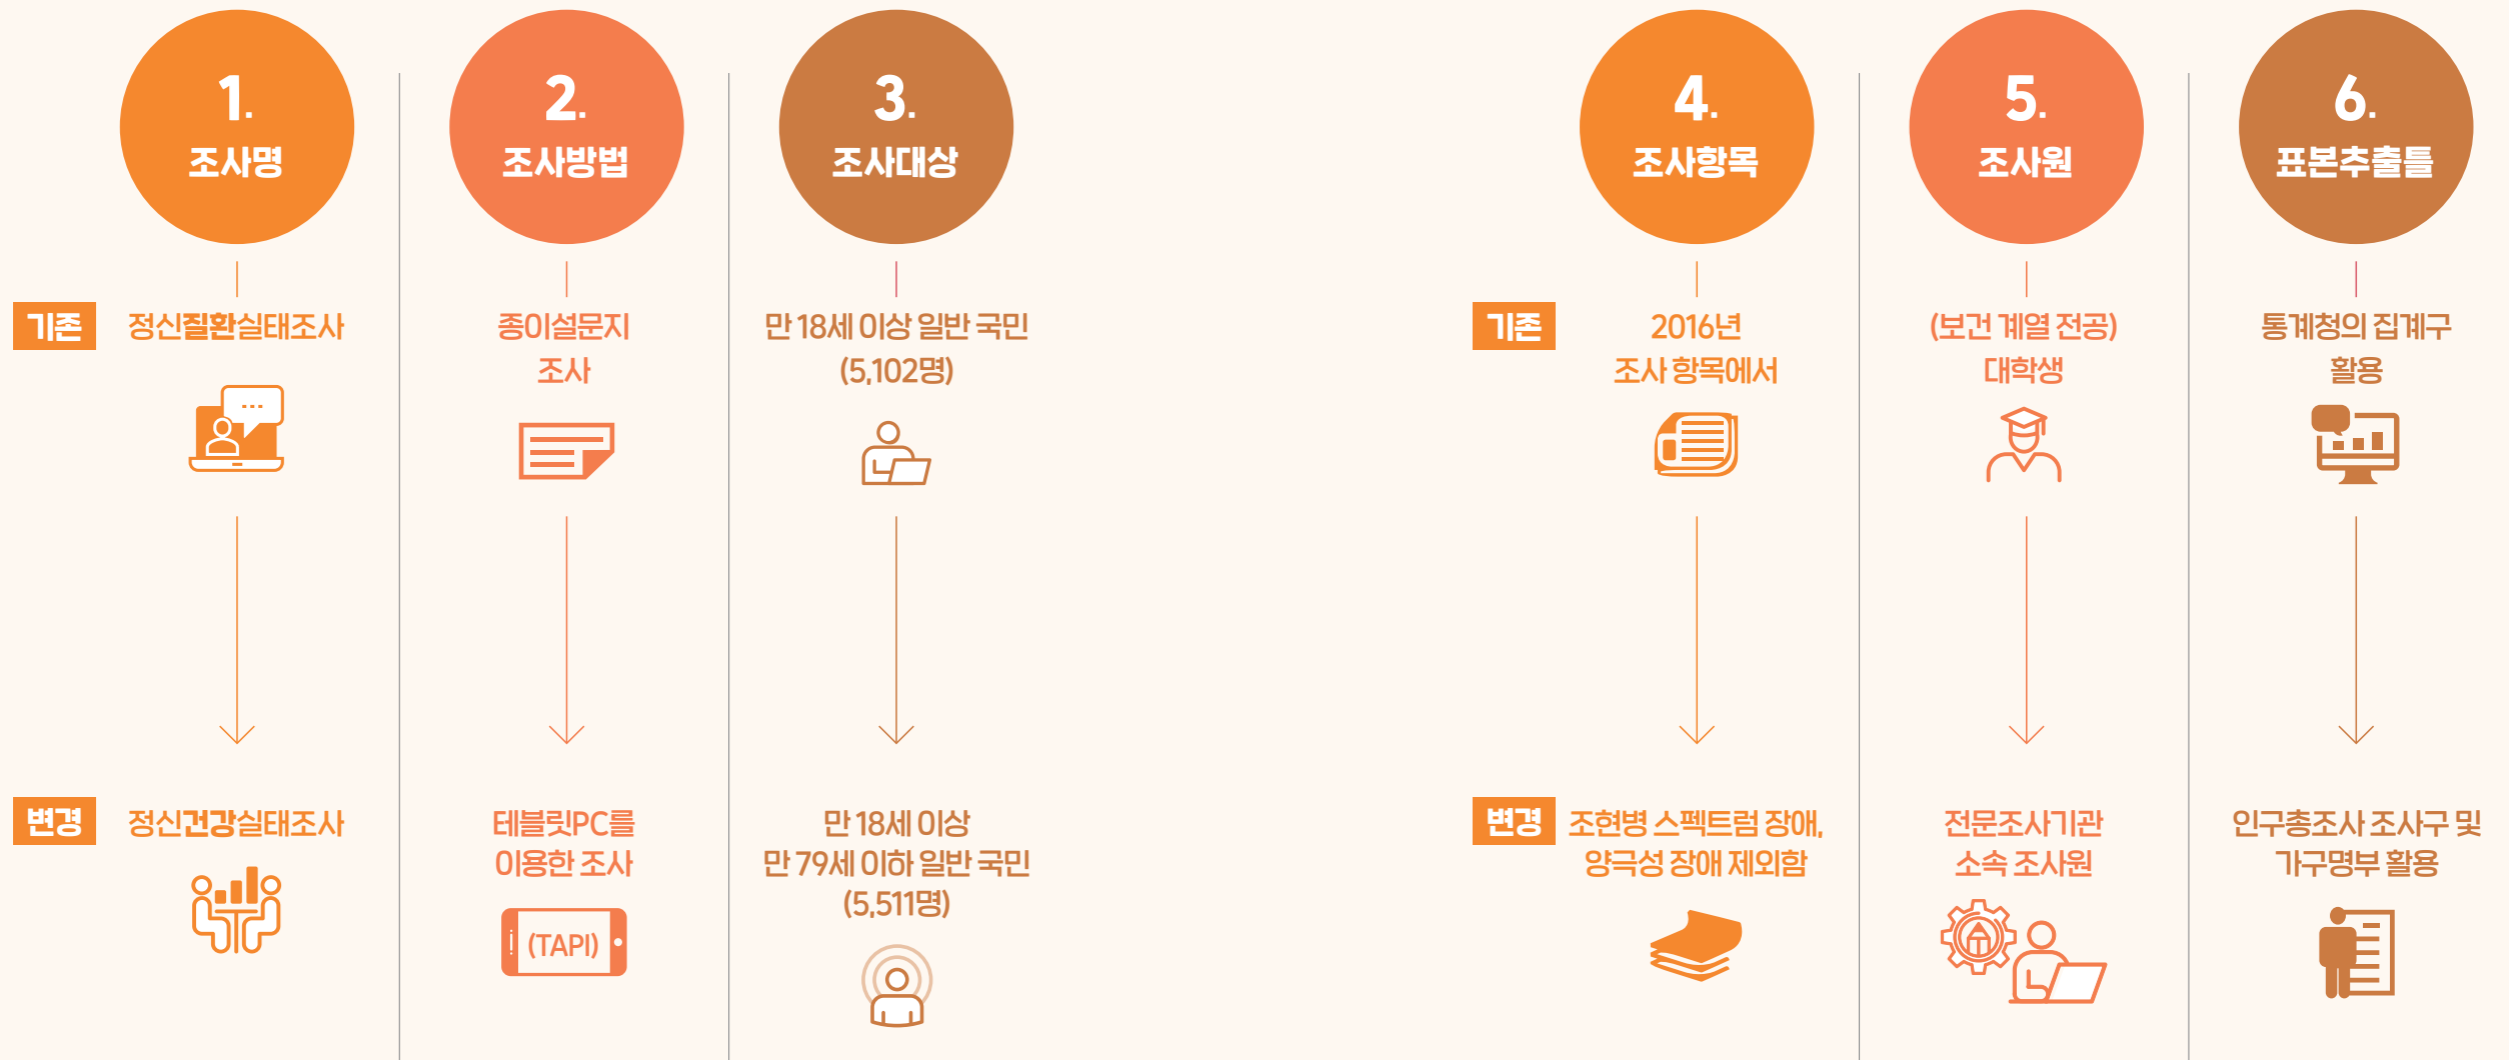 1.
조사명
기존
정신질환실태조사
변경
정신건강실태조사
2.
조사방법
종이설문지
조사
테블릿PC를
이용한 조사
(TAPI)
3.
조사대상
만 18세 이상 일반 국민
(5,102명)
만 18세 이상
만 79세 이하 일반 국민
(5,511명)
4.
조사항목
기존
2016년
조사 항목에서
변경
조현병 스펙트럼 장애,
양극성 장애 제외함
5.
조사원
(보건 계열 전공)
대학생
전문조사기관
소속 조사원
6.
표본추출틀
통계청의 집계구
활용
인구총조사 조사구 및
가구명부 활용